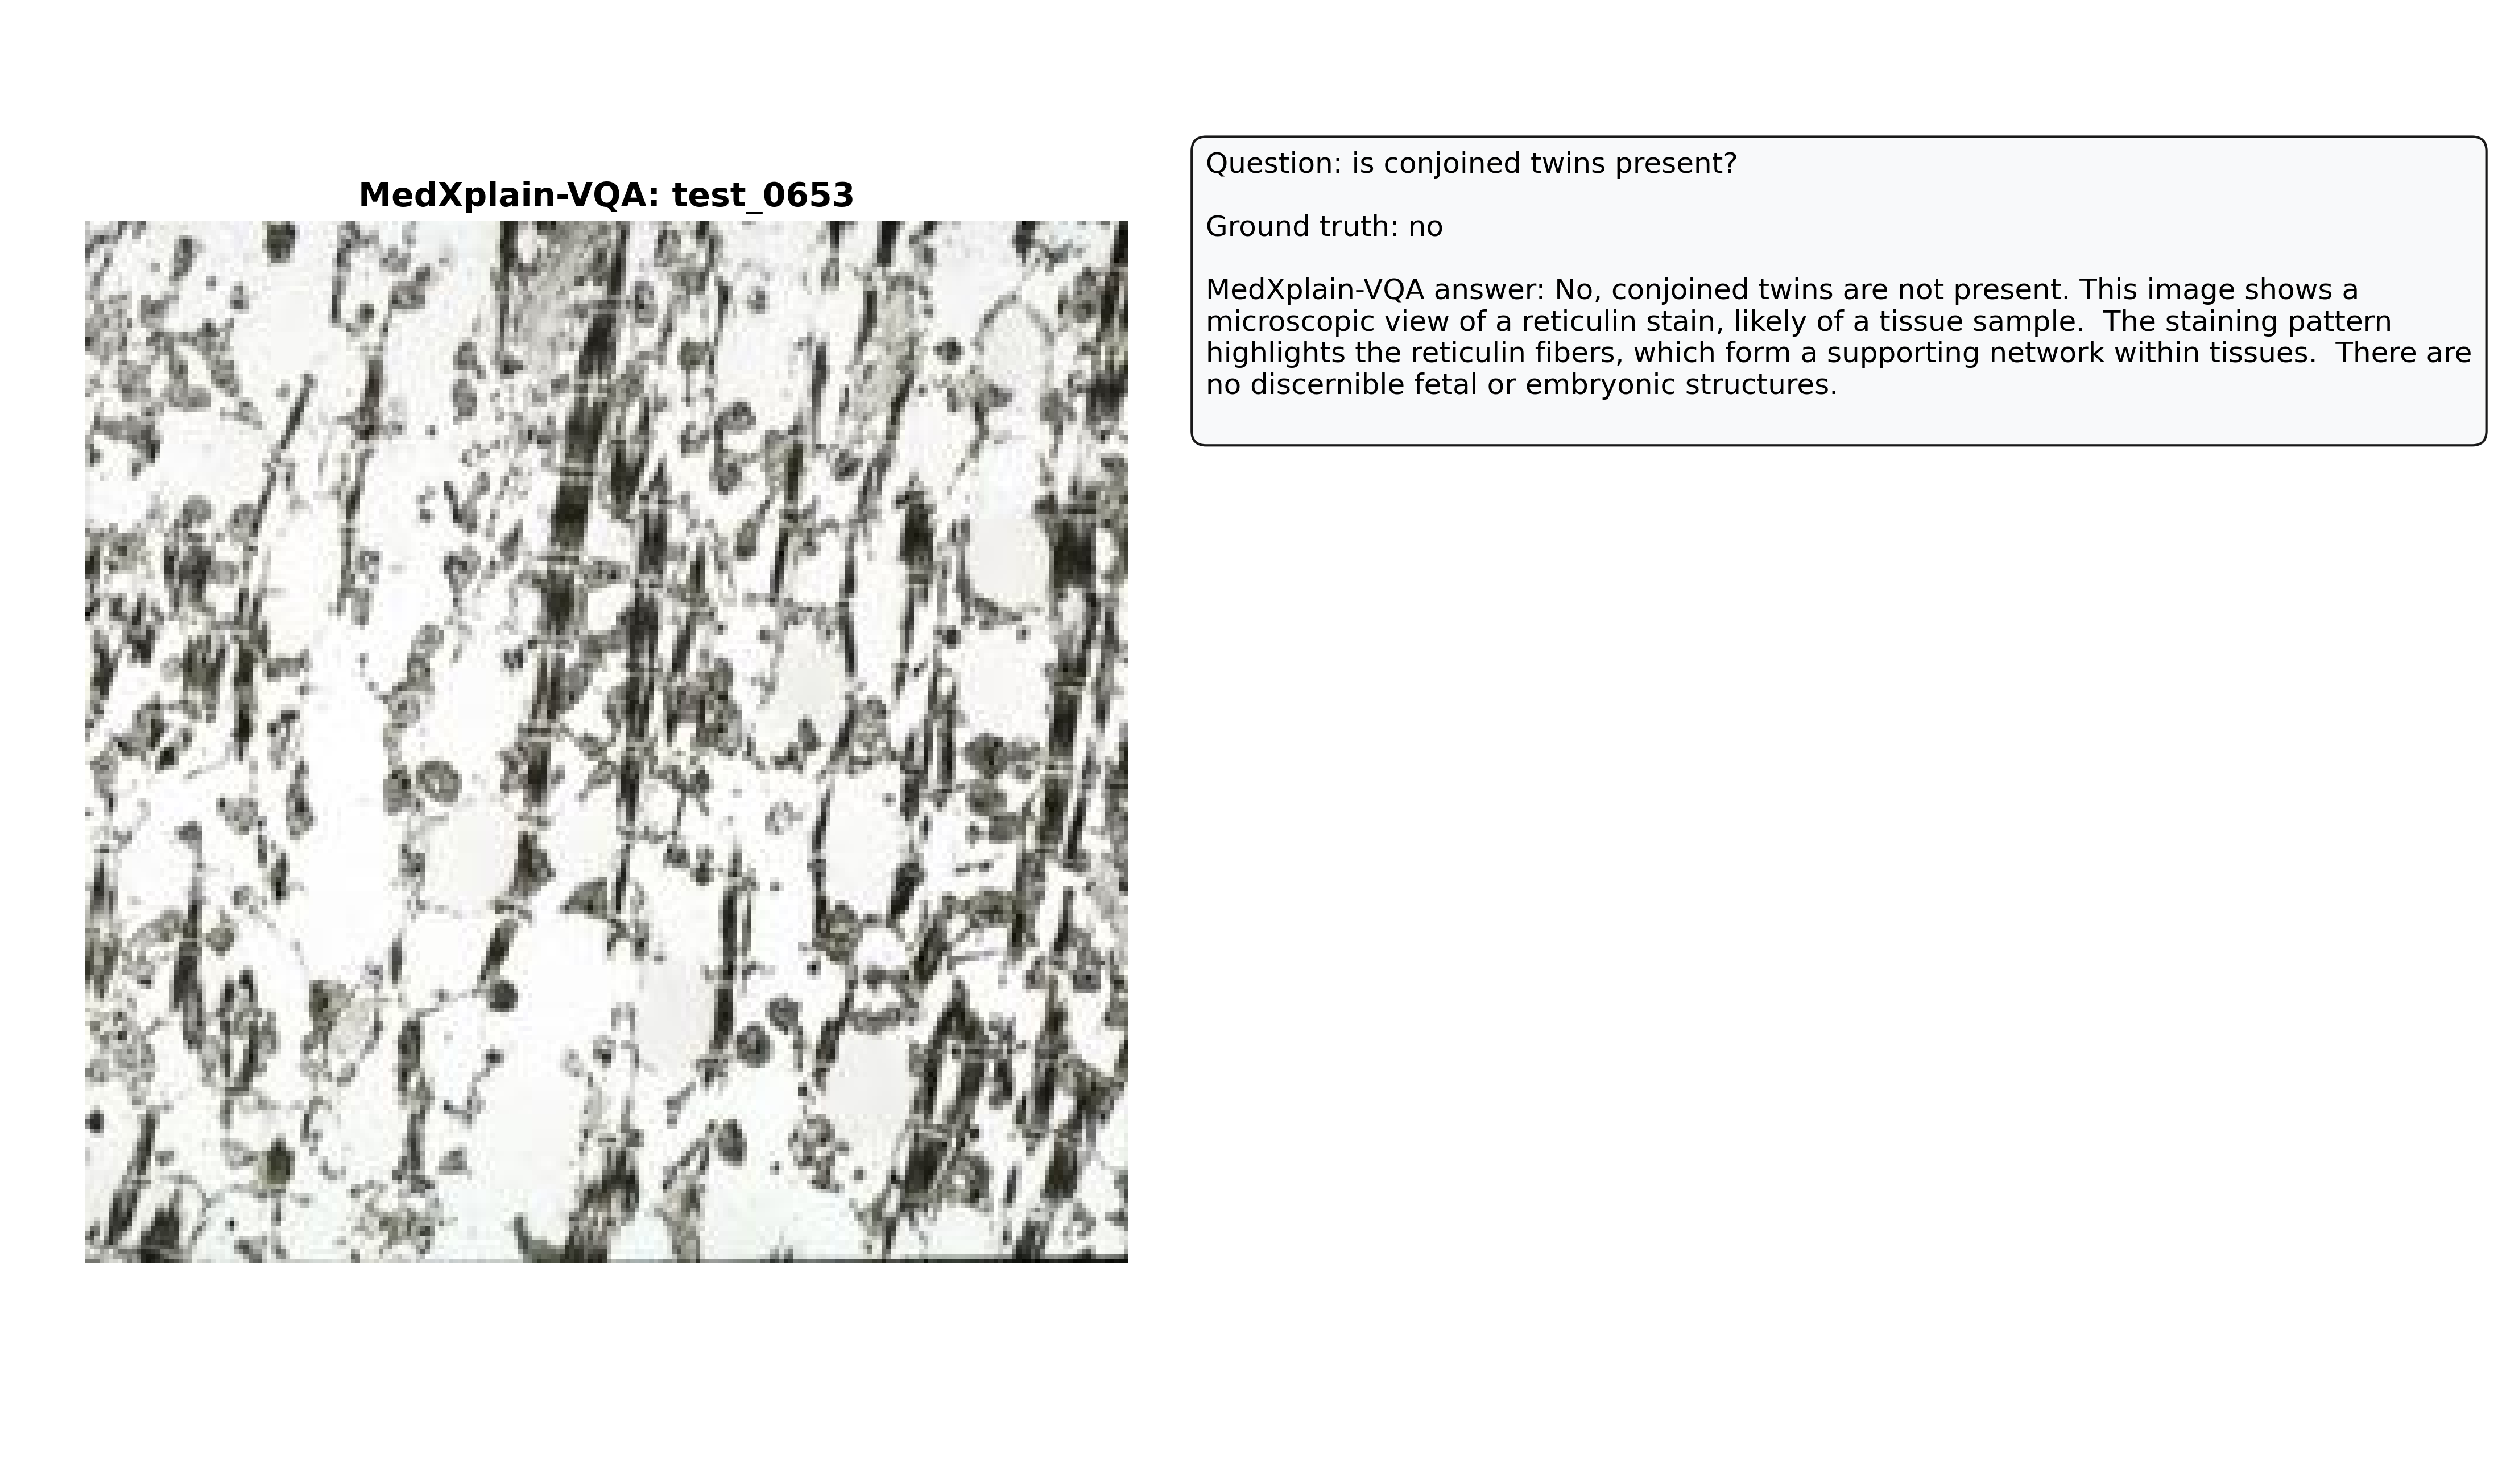 MedXplain-VQA: test_0653
Question: is conjoined twins present?
Ground truth: no
MedXplain-VQA answer: No, conjoined twins are not present. This image shows a
microscopic view of a reticulin stain, likely of a tissue sample.  The staining pattern
highlights the reticulin fibers, which form a supporting network within tissues.  There are
no discernible fetal or embryonic structures.